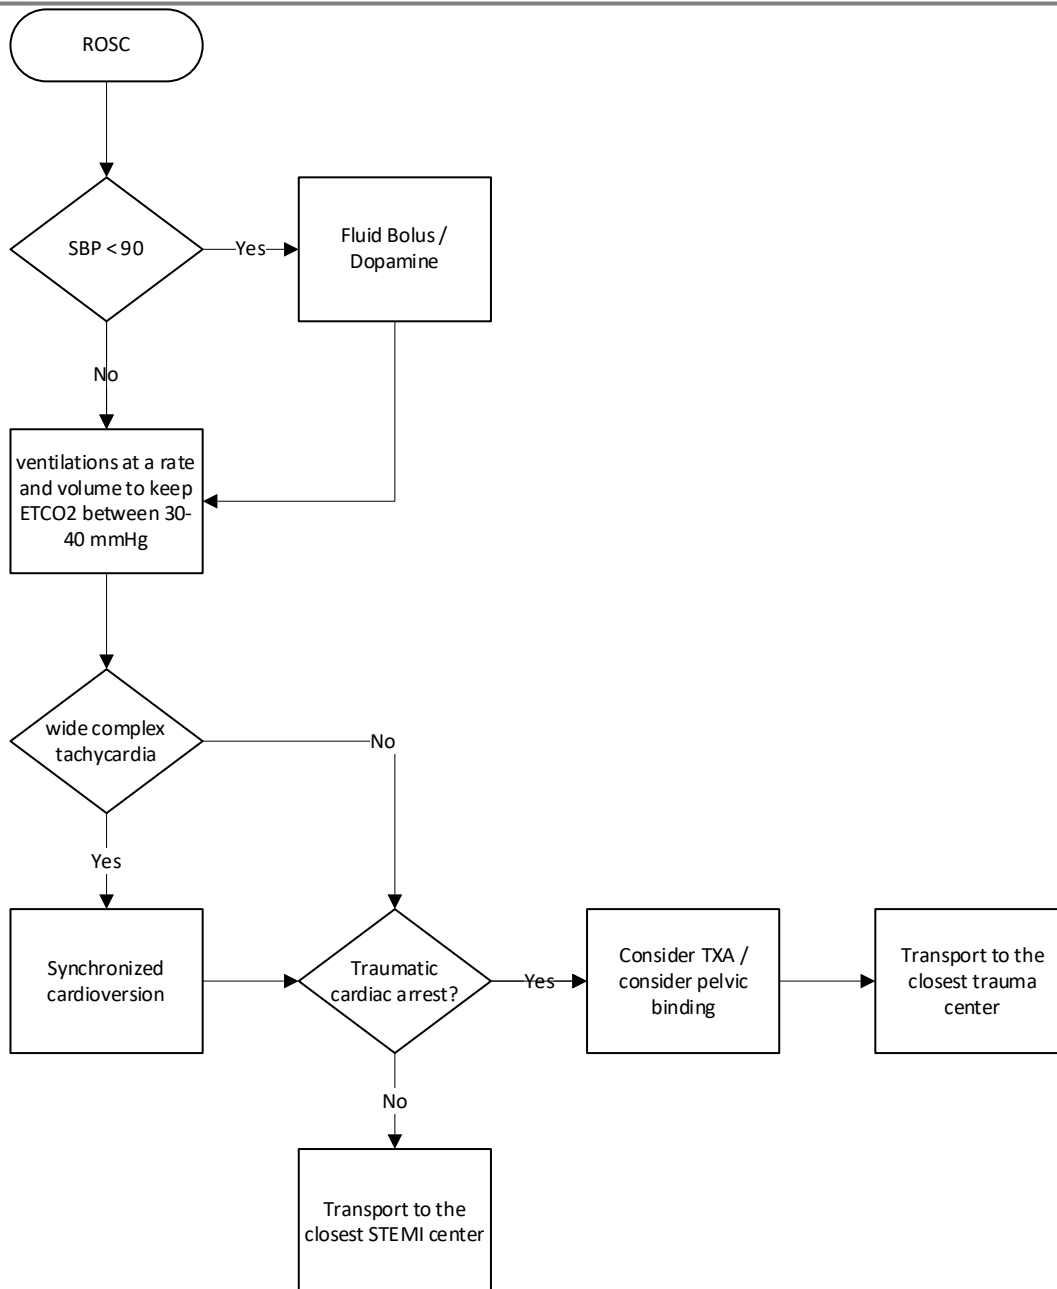 ROSC
SBP < 90
Yes
Fluid Bolus /
Dopamine
No
ventilations at a rate
and volume to keep
ETCO2 between 30-
40 mmHg
wide complex
tachycardia
No
Yes
Synchronized
cardioversion
Traumatic
cardiac arrest?
Yes
Consider TXA /
consider pelvic
binding
Transport to the
closest trauma
center
No
Transport to the
closest STEMI center